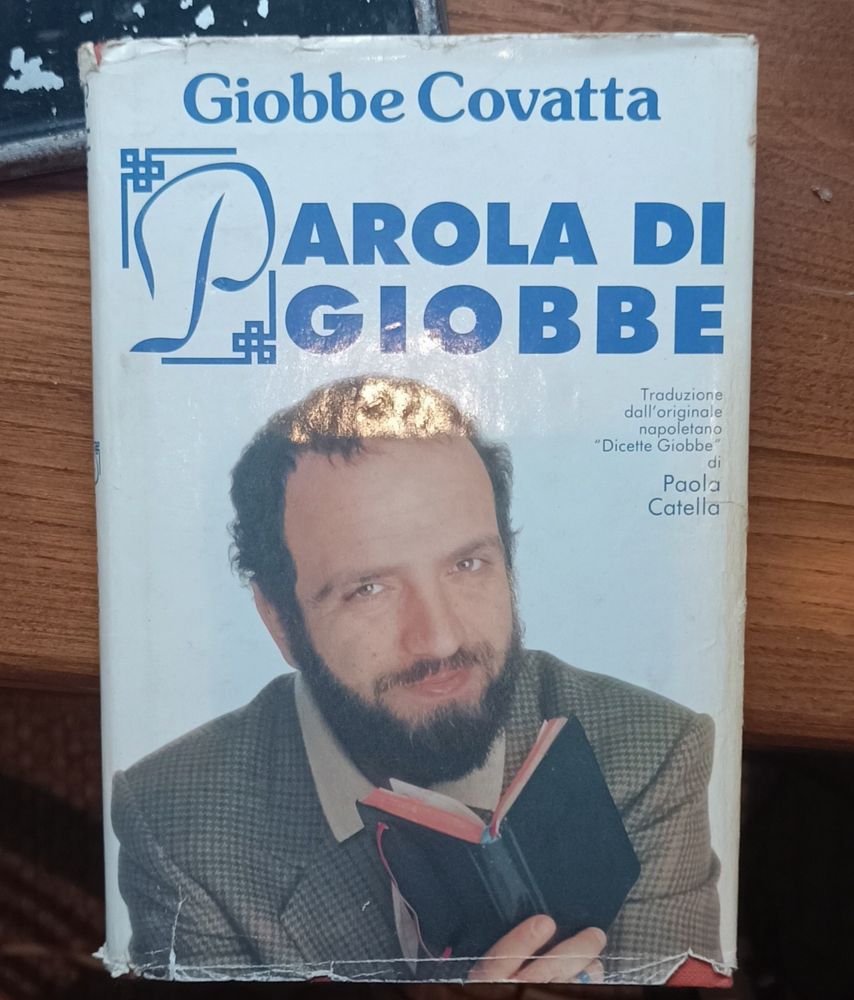 Giobbe Covatta
PAROLA DI
GIOBBE
Traduzione
dall'originale
napoletano
"Dicette Giobbe"
di
Paola
Catella